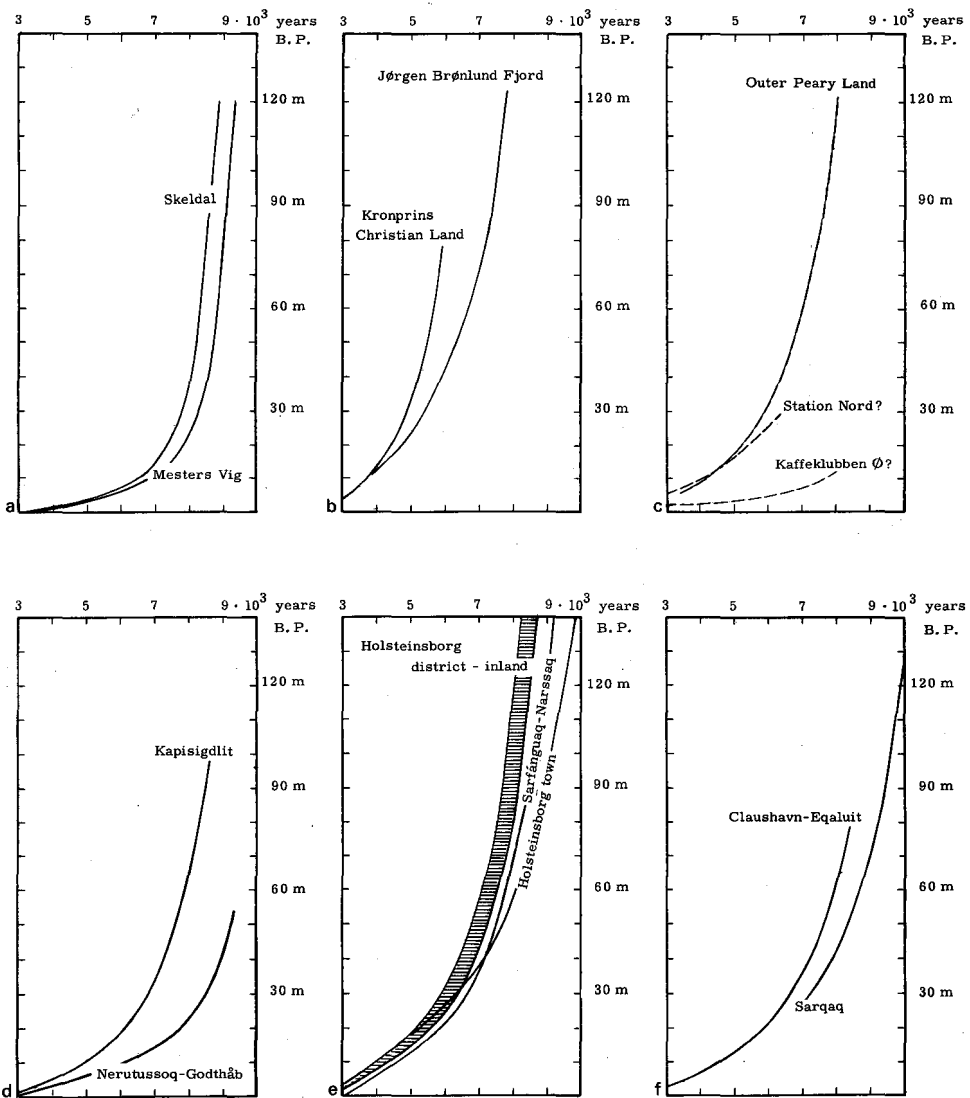 3 5 7 9 · 10³ years
B. P.
120 m
90 m
60 m
30 m
Skeldal
Mesters Vig
a
3 5 7 9 · 10³ years
B. P.
120 m
90 m
60 m
30 m
Jørgen Brønlund Fjord
Kronprins
Christian Land
b
3 5 7 9 · 10³ years
B. P.
120 m
90 m
60 m
30 m
Outer Peary Land
Station Nord?
Kaffeklubben Ø?
c
3 5 7 9 · 10³ years
B. P.
120 m
90 m
60 m
30 m
Kapisigdlit
Nerutussoq-Godthåb
d
3 5 7 9 · 10³ years
B. P.
120 m
90 m
60 m
30 m
Holsteinsborg
district - inland
Sarfánguaq-Narssaq
Holsteinsborg town
e
3 5 7 9 · 10³ years
B. P.
120 m
90 m
60 m
30 m
Claushavn-Eqaluit
Sarqaq
f